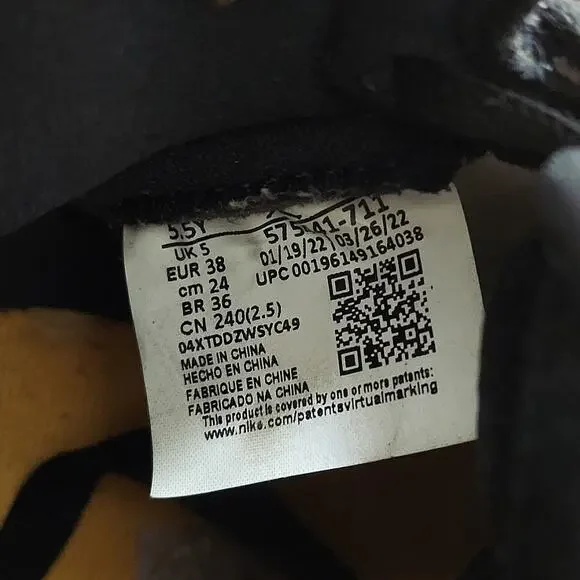 5.5Y
UK 5
EUR 38
cm 24
BR 36
CN 240(2.5)
04XTDDZWSYC49
MADE IN CHINA
HECHO EN CHINA
FABRIQUE EN CHINE
FABRICADO NA CHINA
41-711
01/19/22 03/26/22
UPC 00196149164038
This product is covered by one or more patents:
www.nike.com/patentsvirtualmarking